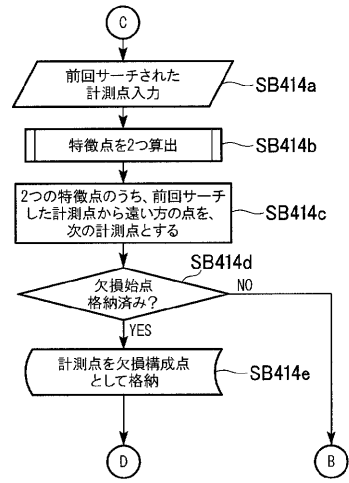 C
前回サーチされた
計測点入力
SB414a
特徴点を2つ算出
SB414b
2つの特徴点のうち、前回サーチ
した計測点から遠い方の点を、
次の計測点とする
SB414c
SB414d
欠損始点
格納済み?
NO
YES
計測点を欠損構成点
として格納
SB414e
D
B